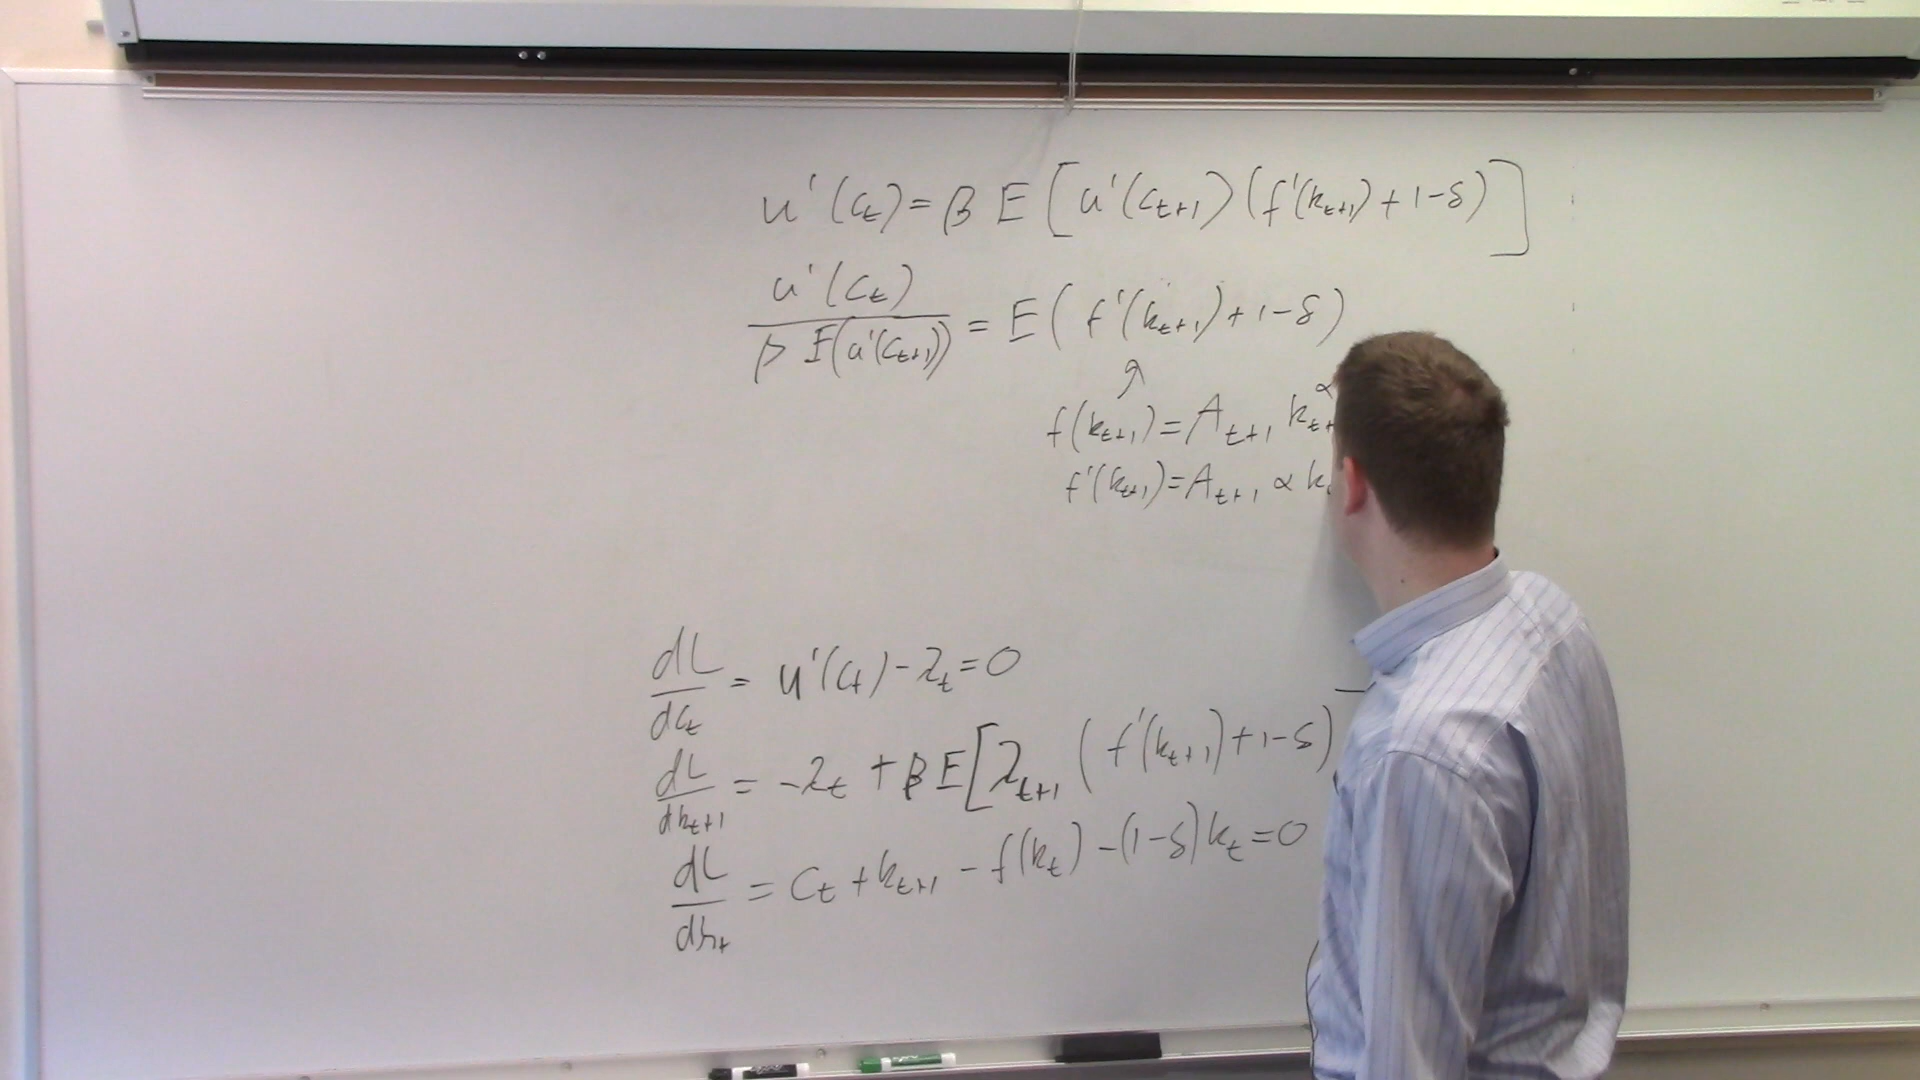 u'(c_t) = β E [u'(c_{t+1}) (f'(k_{t+1}) + 1-δ)]
u'(c_t) / β E(u'(c_{t+1})) = E(f'(k_{t+1}) + 1-δ)
f(k_{t+1}) = A_{t+1} k_{t+}^α
f'(k_{t+1}) = A_{t+1} α k
dL/dc_t = u'(c_t) - λ_t = 0
dL/dk_{t+1} = -λ_t + β E[λ_{t+1} (f'(k_{t+1}) + 1-δ)
dL/dλ_t = c_t + k_{t+1} - f(k_t) - (1-δ)k_t = 0